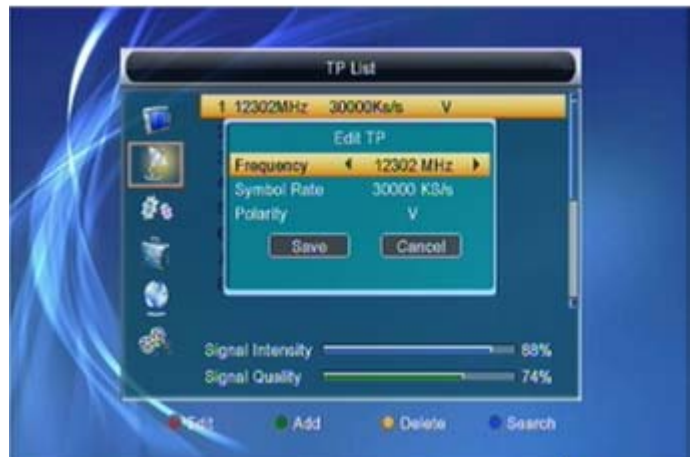 TP List
1 12302MHz 30000Ks/s V
Edit TP
Frequency 12302 MHz
Symbol Rate 30000 KS/s
Polarity V
Save Cancel
Signal Intensity 88%
Signal Quality 74%
Edit Add Delete Search